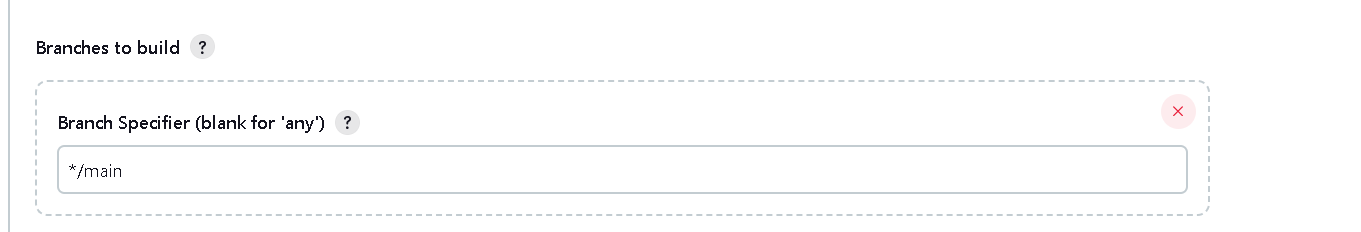 Branches to build ?
Branch Specifier (blank for 'any') ?
*/main